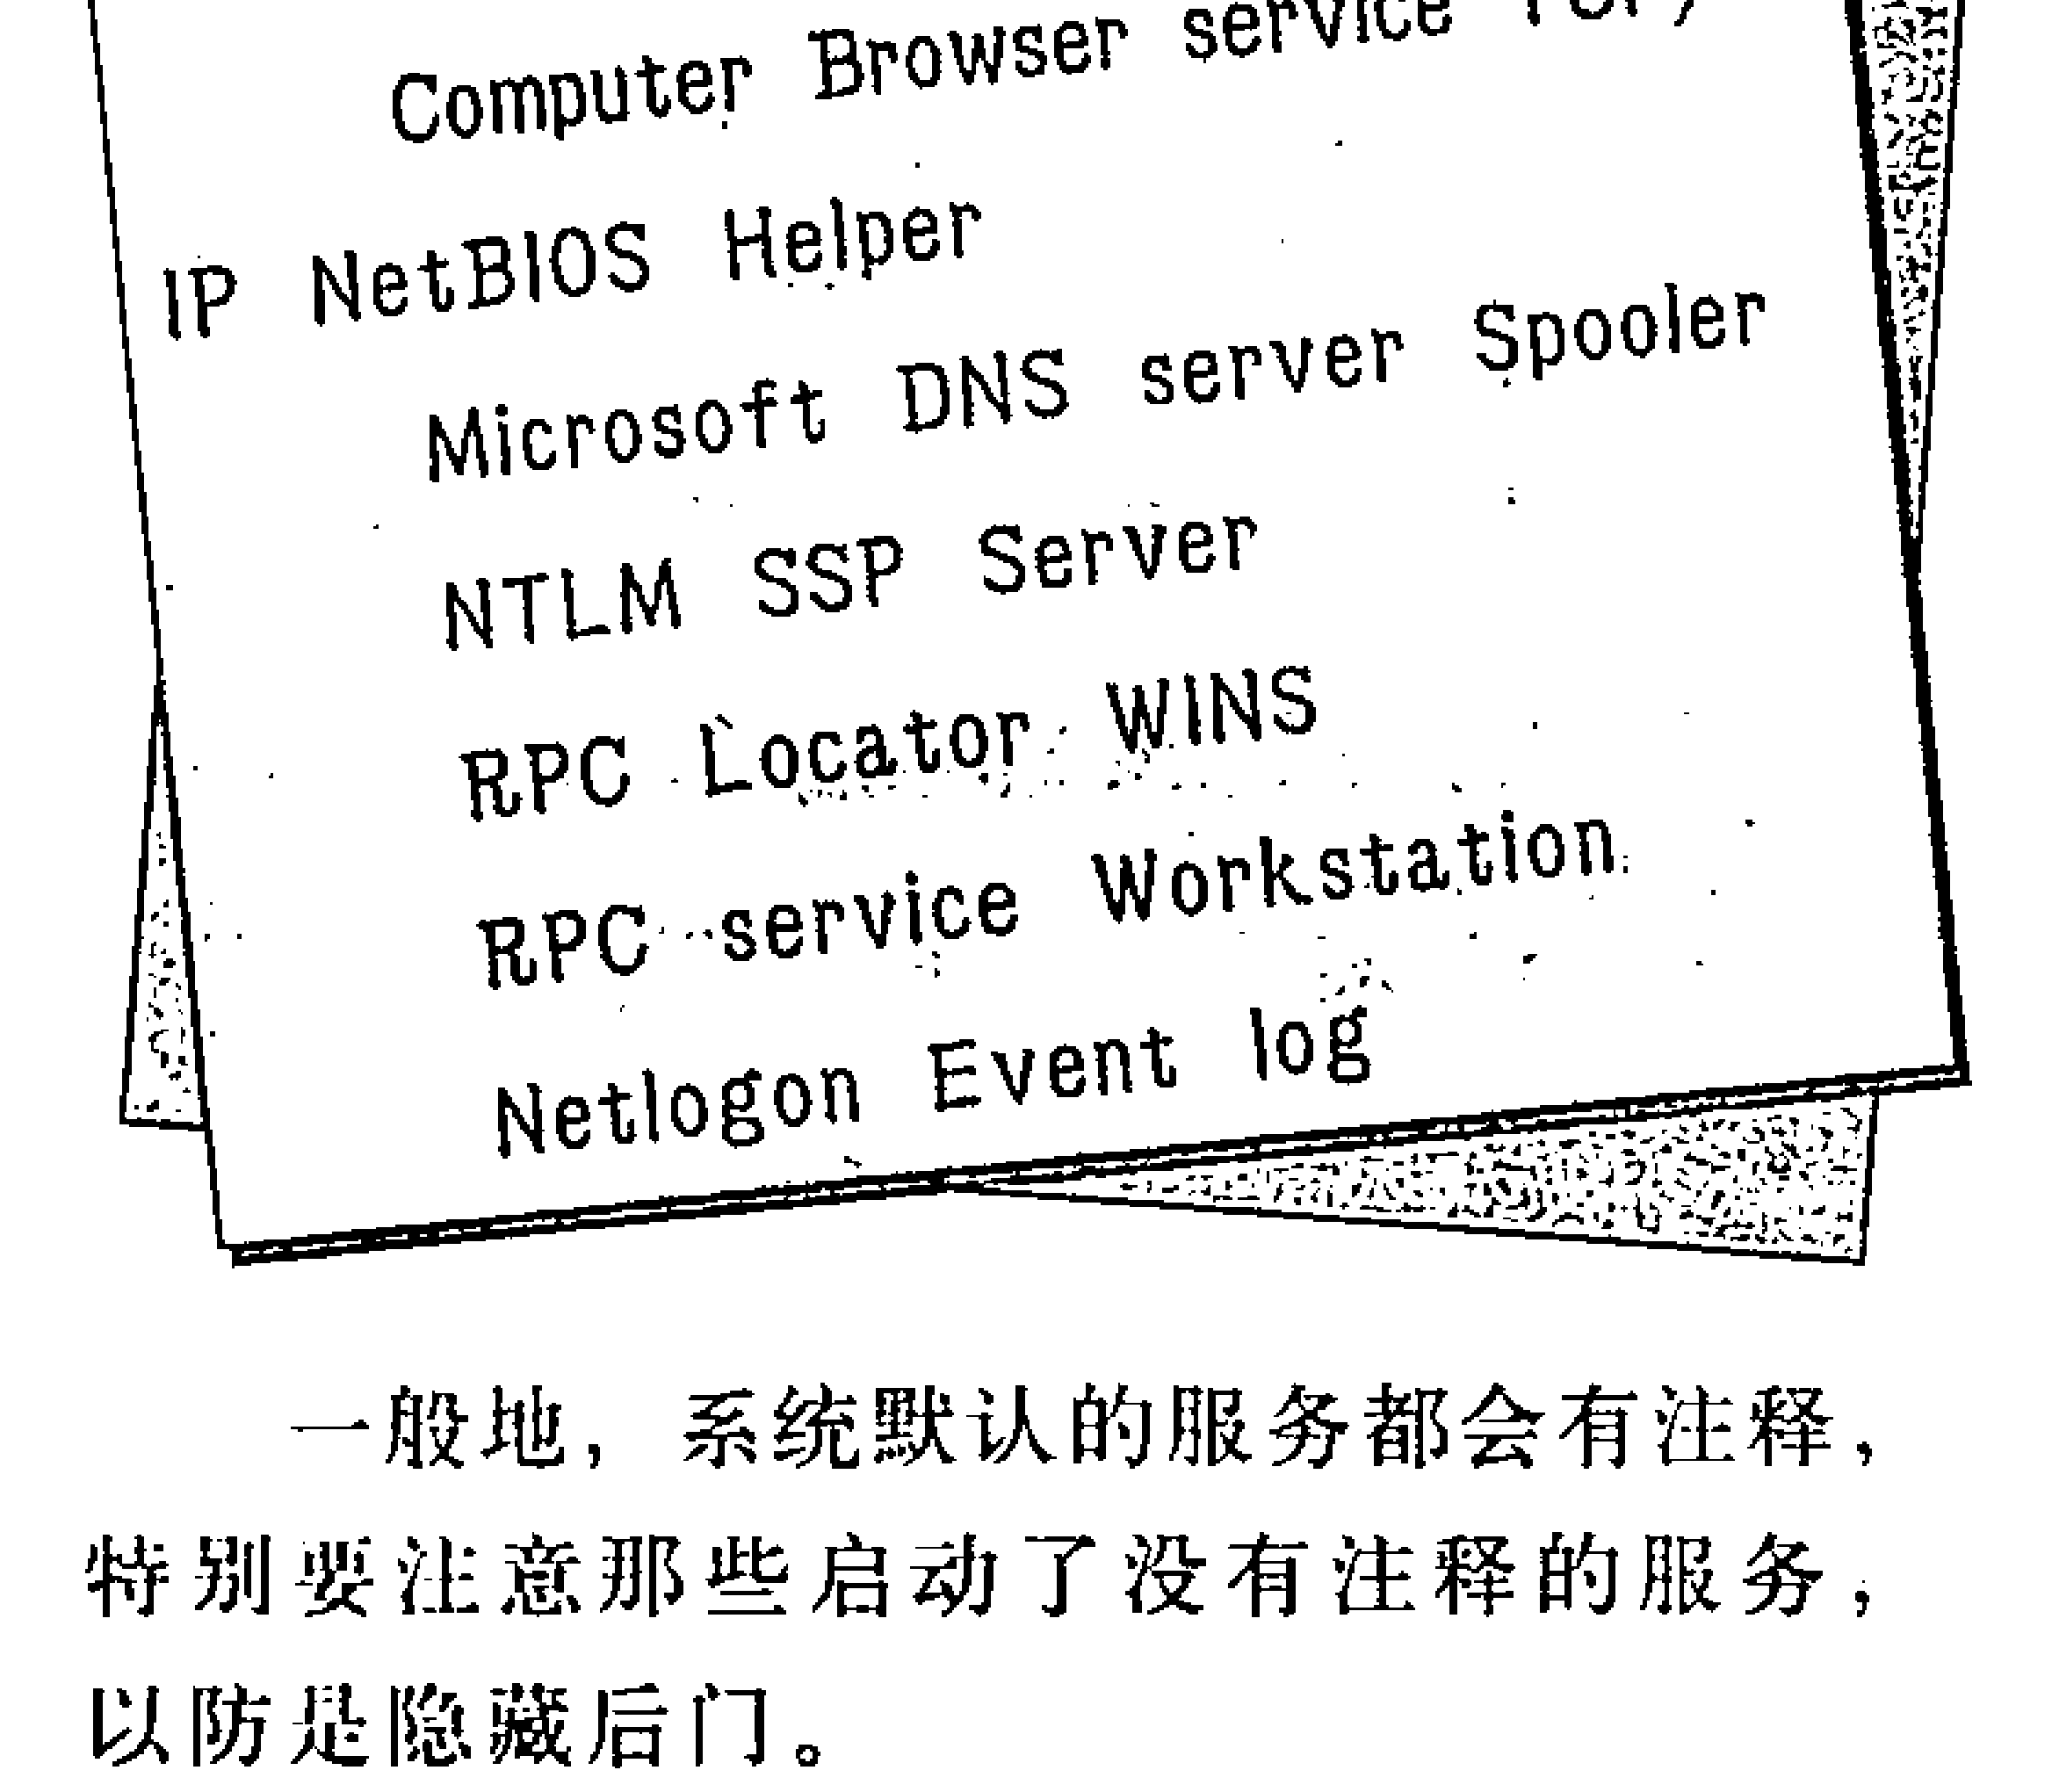 Computer Browser service
IP NetBIOS Helper
Microsoft DNS server Spooler
NTLM SSP Server
RPC Locator WINS
RPC service Workstation
Netlogon Event log
一般地，系统默认的服务都会有注释，
特别要注意那些启动了没有注释的服务，
以防是隐藏后门。